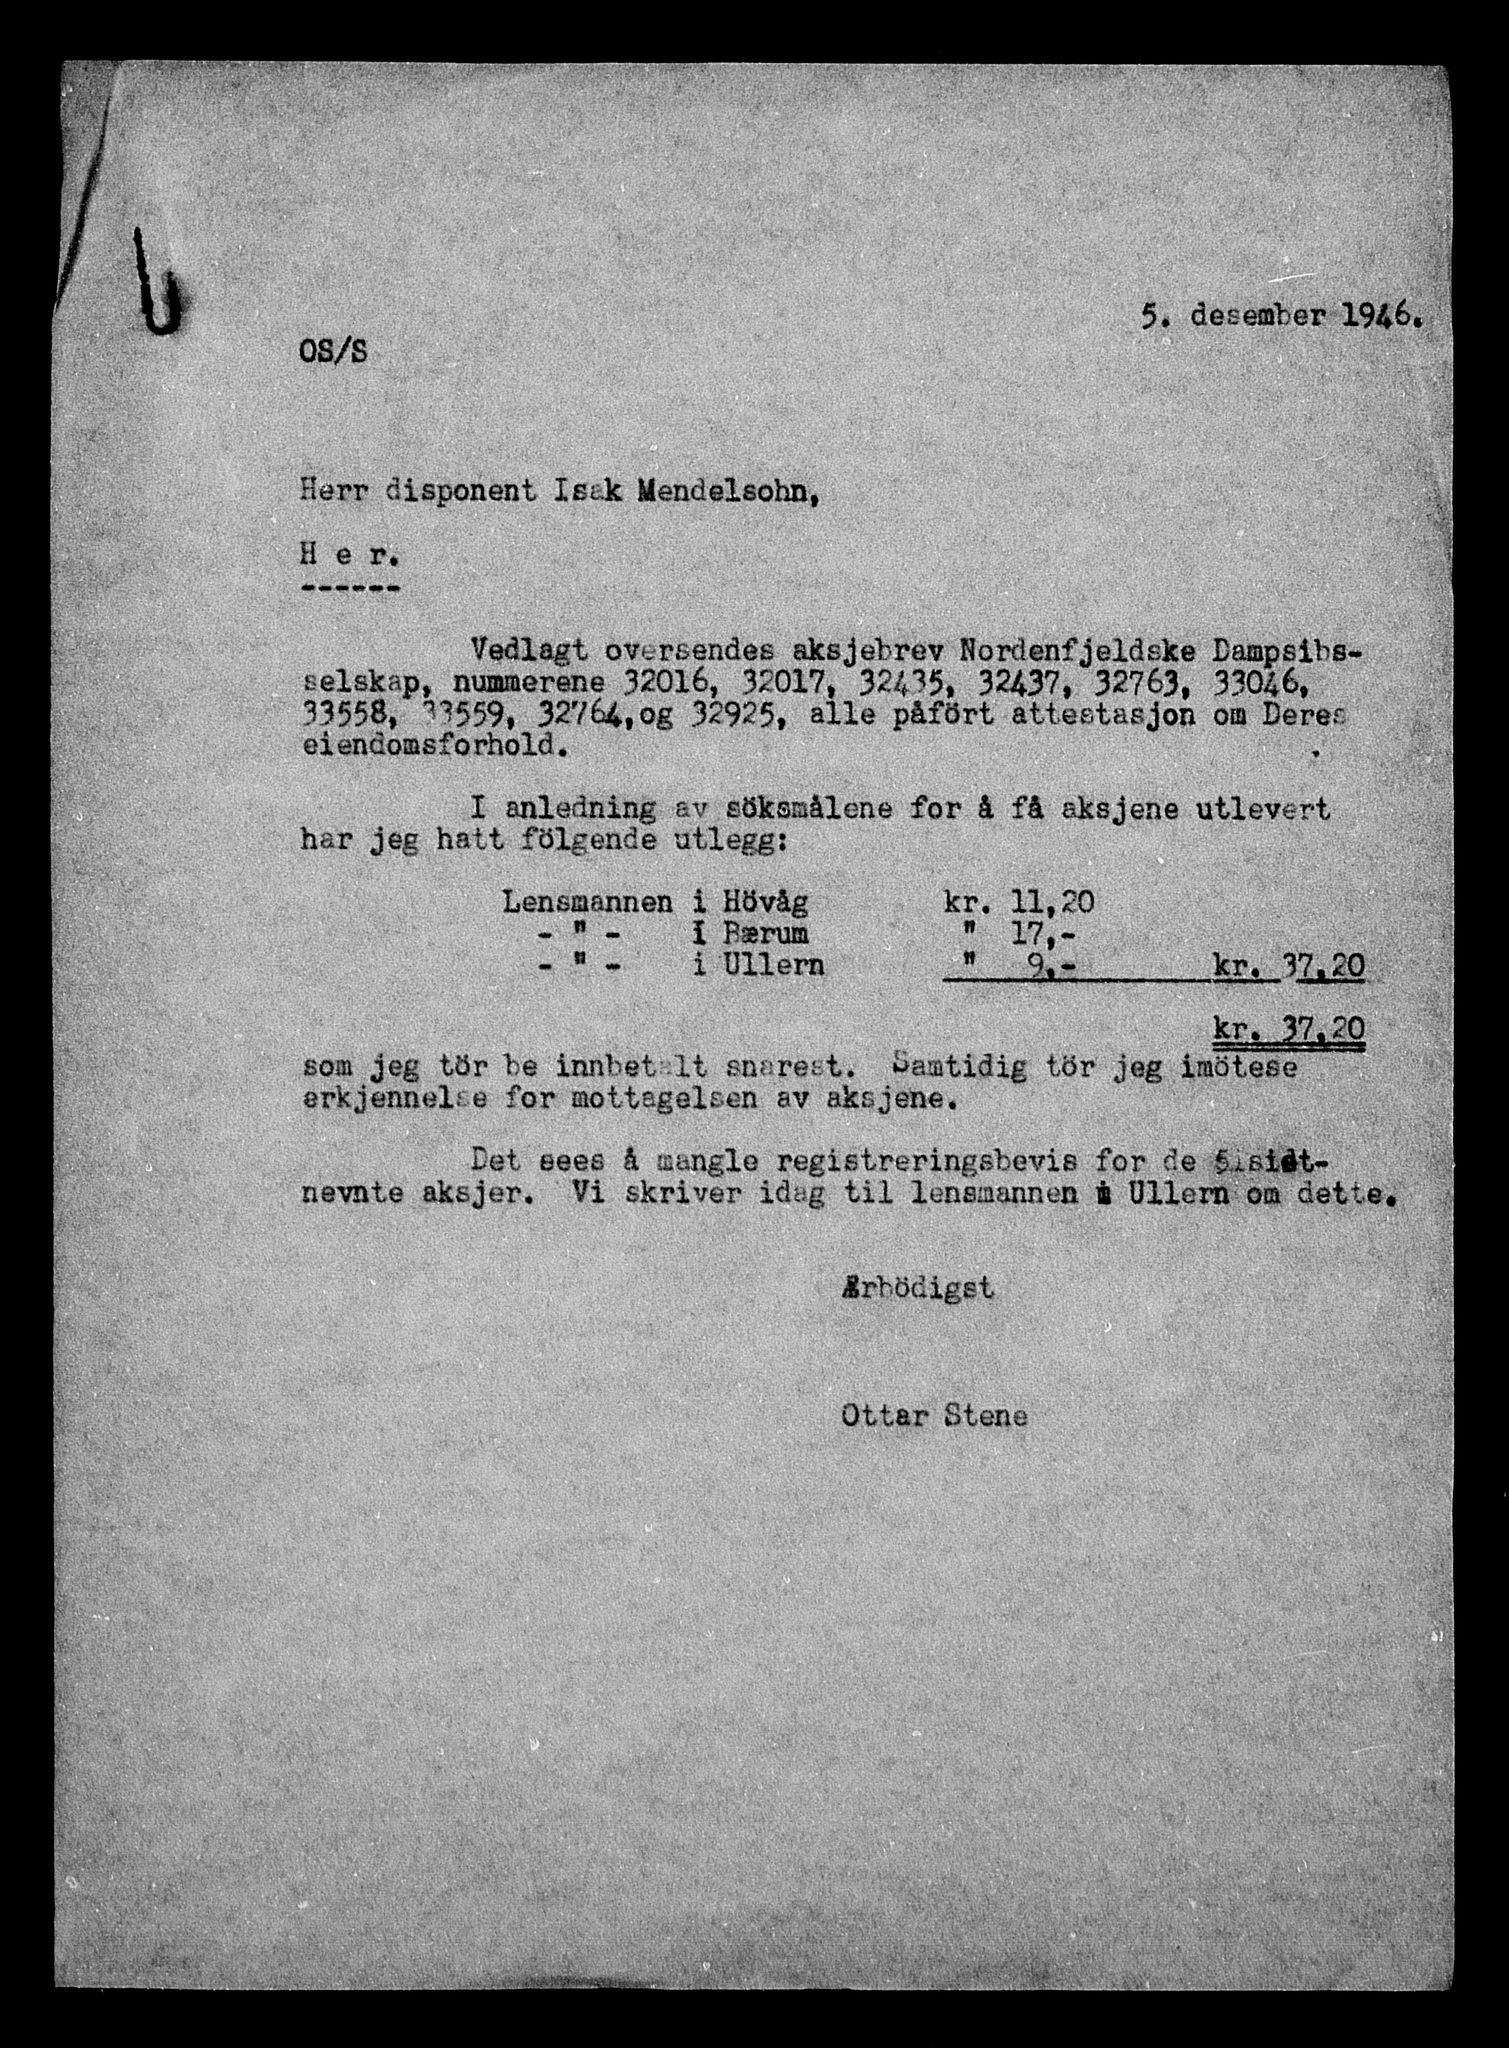 5. desember 1946.
OS/S
Herr disponent Isak Mendelsohn,
H e r.
------
Vedlagt oversendes aksjebrev Nordenfjeldske Dampsibs-
selskap, nummerene 32016, 32017, 32435, 32437, 32763, 33046,
33558, 33559, 32764,og 32925, alle påfört attestasjon om Deres
eiendomsforhold.
I anledning av söksmålene for å få aksjene utlevert
har jeg hatt fölgende utlegg:
Lensmannen i Hövåg kr. 11,20
- " - i Bærum " 17,-
- " - i Ullern " 9.- kr. 37,20
kr. 37,20
som jeg tör be innbetalt snarest. Samtidig tör jeg imötese
erkjennelse for mottagelsen av aksjene.
Det sees å mangle registreringsbevis for de sist-
nevnte aksjer. Vi skriver idag til lensmannen i Ullern om dette.
Ærbödigst
Ottar Stene